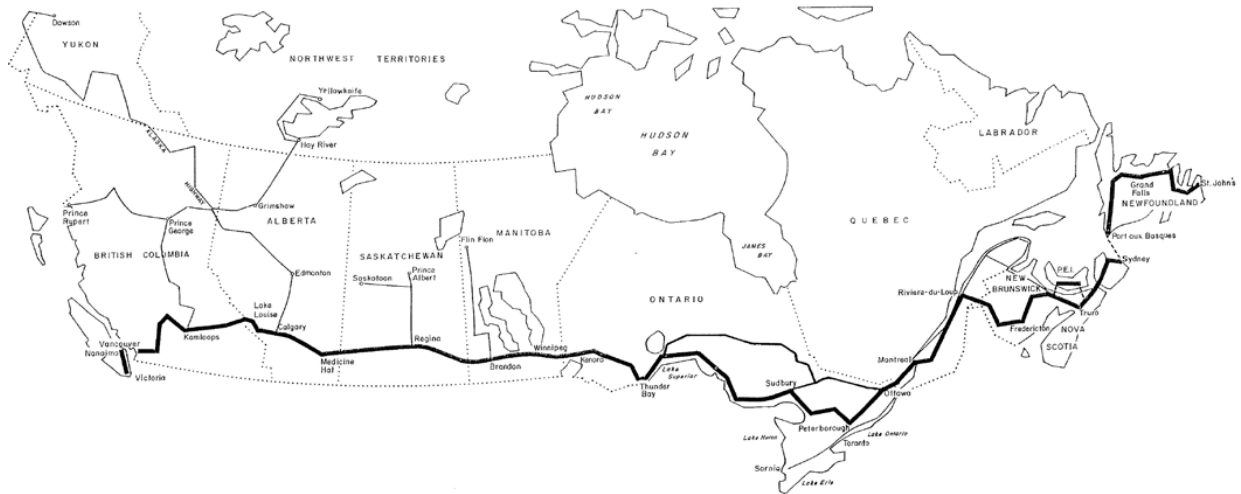 Dawson
YUKON
NORTHWEST TERRITORIES
Yellowknife
HUDSON
BAY
HUDSON
BAY
LABRADOR
ALASKA
Hay River
HIGHWAY
Grimshaw
ALBERTA
Prince
Rupert
Prince
George
BRITISH COLUMBIA
Edmonton
SASKATCHEWAN
Saskatoon
Prince
Albert
Flin Flon
MANITOBA
JAMES
BAY
QUEBEC
St. John's
Grand
Falls
NEWFOUNDLAND
Port aux Basques
Sydney
P.E.I.
NEW
BRUNSWICK
Riviere-du-Loup
ONTARIO
Lake
Louise
Calgary
Kamloops
Vancouver
Nanaimo
Victoria
Medicine
Hat
Regina
Brandon
Winnipeg
Kenora
Thunder
Bay
Lake
Superior
Sudbury
Montreal
Ottawa
Fredericton
Truro
NOVA
SCOTIA
Peterborough
Toronto
Lake Ontario
Lake Huron
Sarnia
Lake Erie